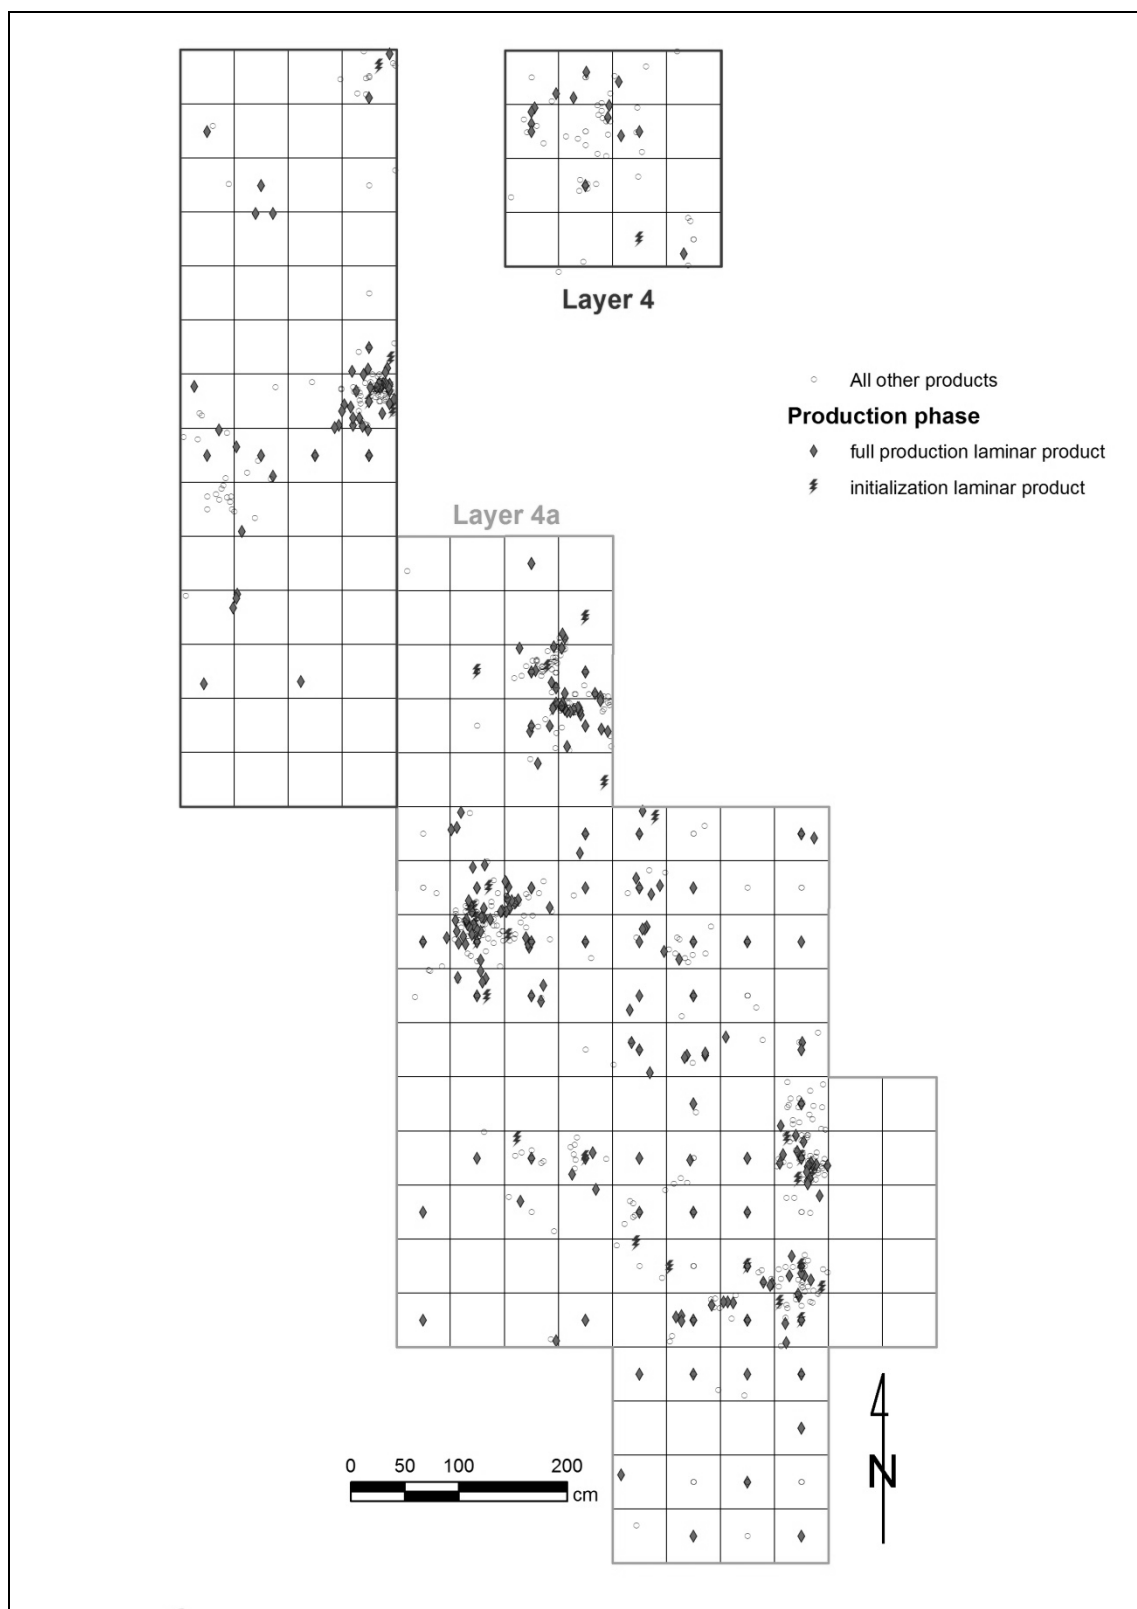 Layer 4
All other products
Production phase
full production laminar product
initialization laminar product
Layer 4a
0 50 100 200
cm
N